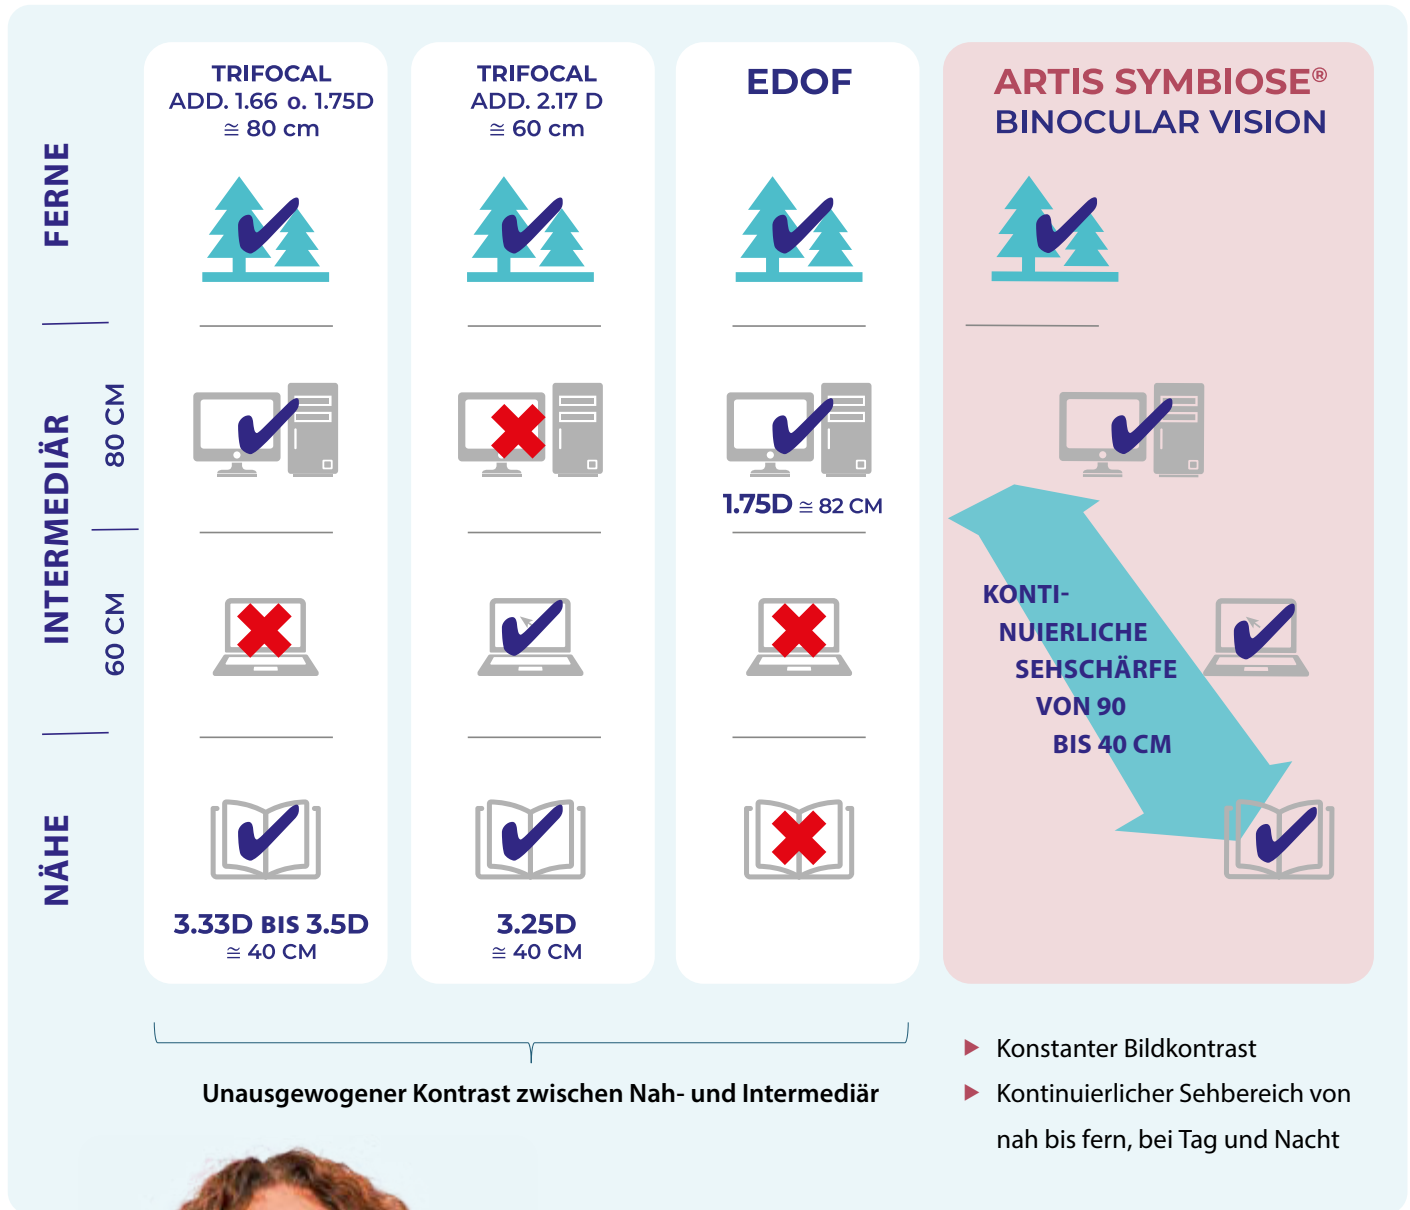 TRIFOCAL
ADD. 1.66 o. 1.75D
≅ 80 cm
TRIFOCAL
ADD. 2.17 D
≅ 60 cm
EDOF
ARTIS SYMBIOSE®
BINOCULAR VISION
FERNE
INTERMEDIÄR
80 CM
60 CM
NÄHE
1.75D ≅ 82 CM
KONTI-
NUIERLICHE
SEHSCHÄRFE
VON 90
BIS 40 CM
3.33D BIS 3.5D
≅ 40 CM
3.25D
≅ 40 CM
Unausgewogener Kontrast zwischen Nah- und Intermediär
▶ Konstanter Bildkontrast
▶ Kontinuierlicher Sehbereich von
nah bis fern, bei Tag und Nacht